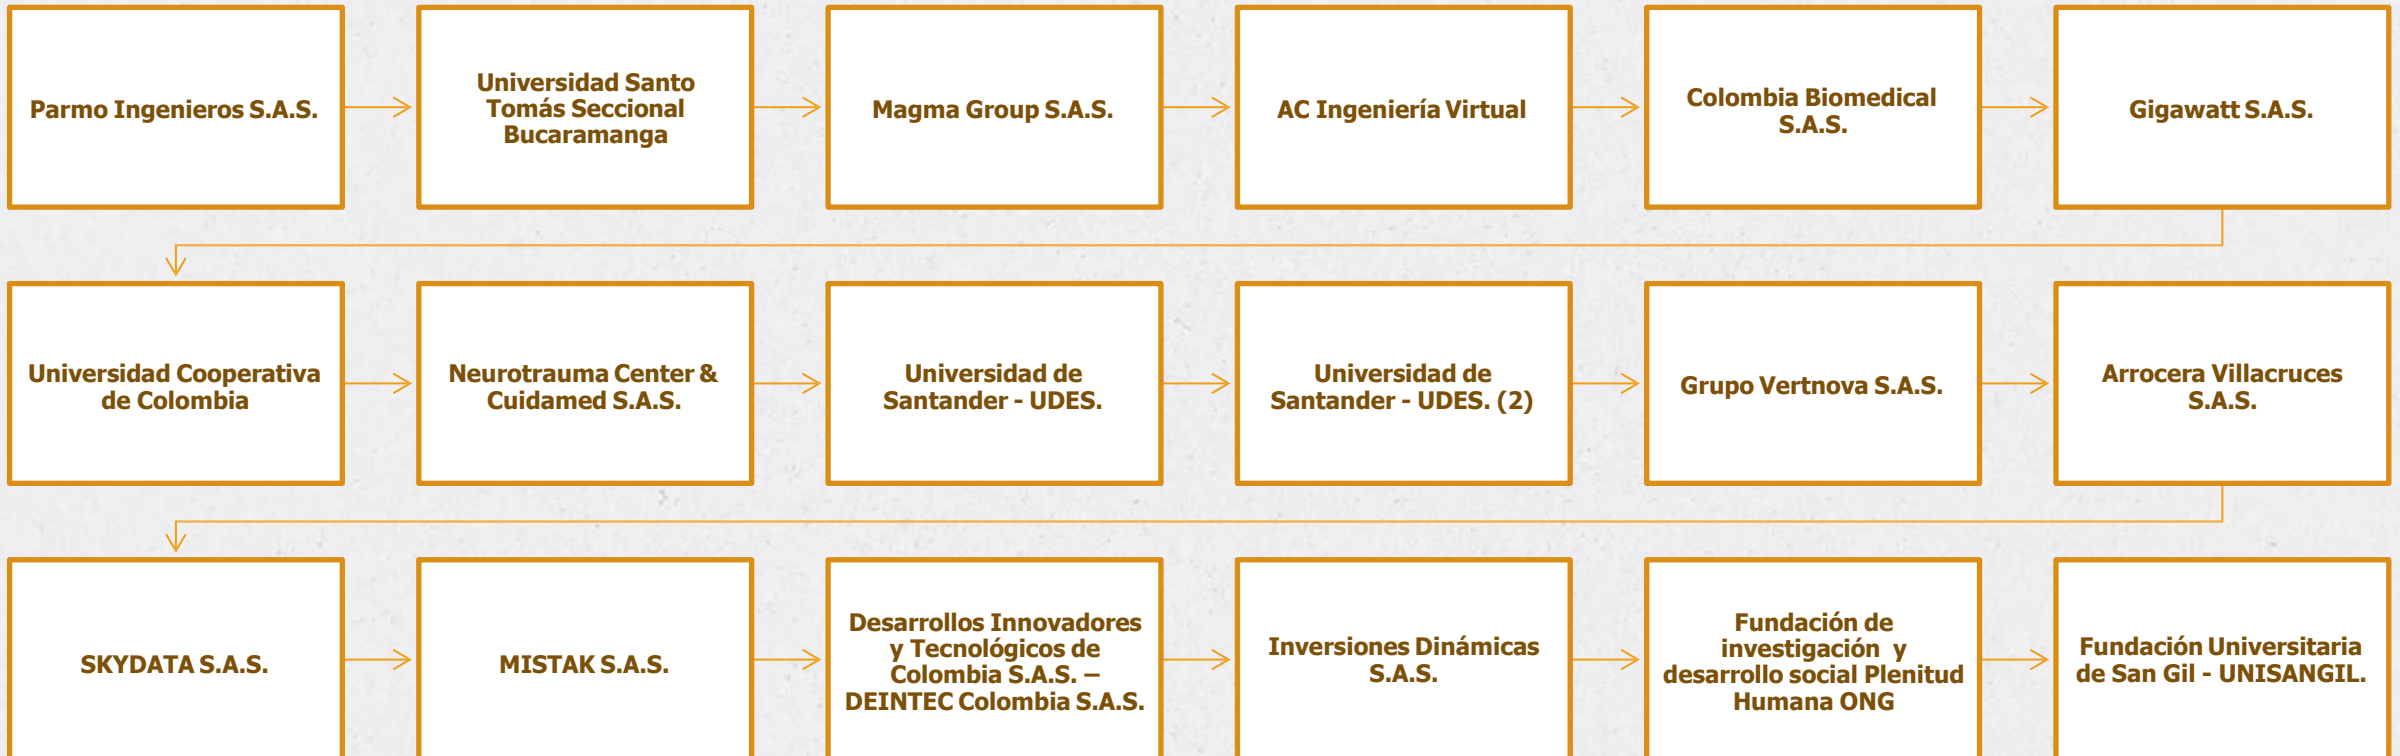 Parmo Ingenieros S.A.S.
Universidad Santo
Tomás Seccional
Bucaramanga
Magma Group S.A.S.
AC Ingeniería Virtual
Colombia Biomedical
S.A.S.
Gigawatt S.A.S.
Universidad Cooperativa
de Colombia
Neurotrauma Center &
Cuidamed S.A.S.
Universidad de
Santander - UDES.
Universidad de
Santander - UDES. (2)
Grupo Vertnova S.A.S.
Arrocera Villacruces
S.A.S.
SKYDATA S.A.S.
MISTAK S.A.S.
Desarrollos Innovadores
y Tecnológicos de
Colombia S.A.S. –
DEINTEC Colombia S.A.S.
Inversiones Dinámicas
S.A.S.
Fundación de
investigación y
desarrollo social Plenitud
Humana ONG
Fundación Universitaria
de San Gil - UNISANGIL.